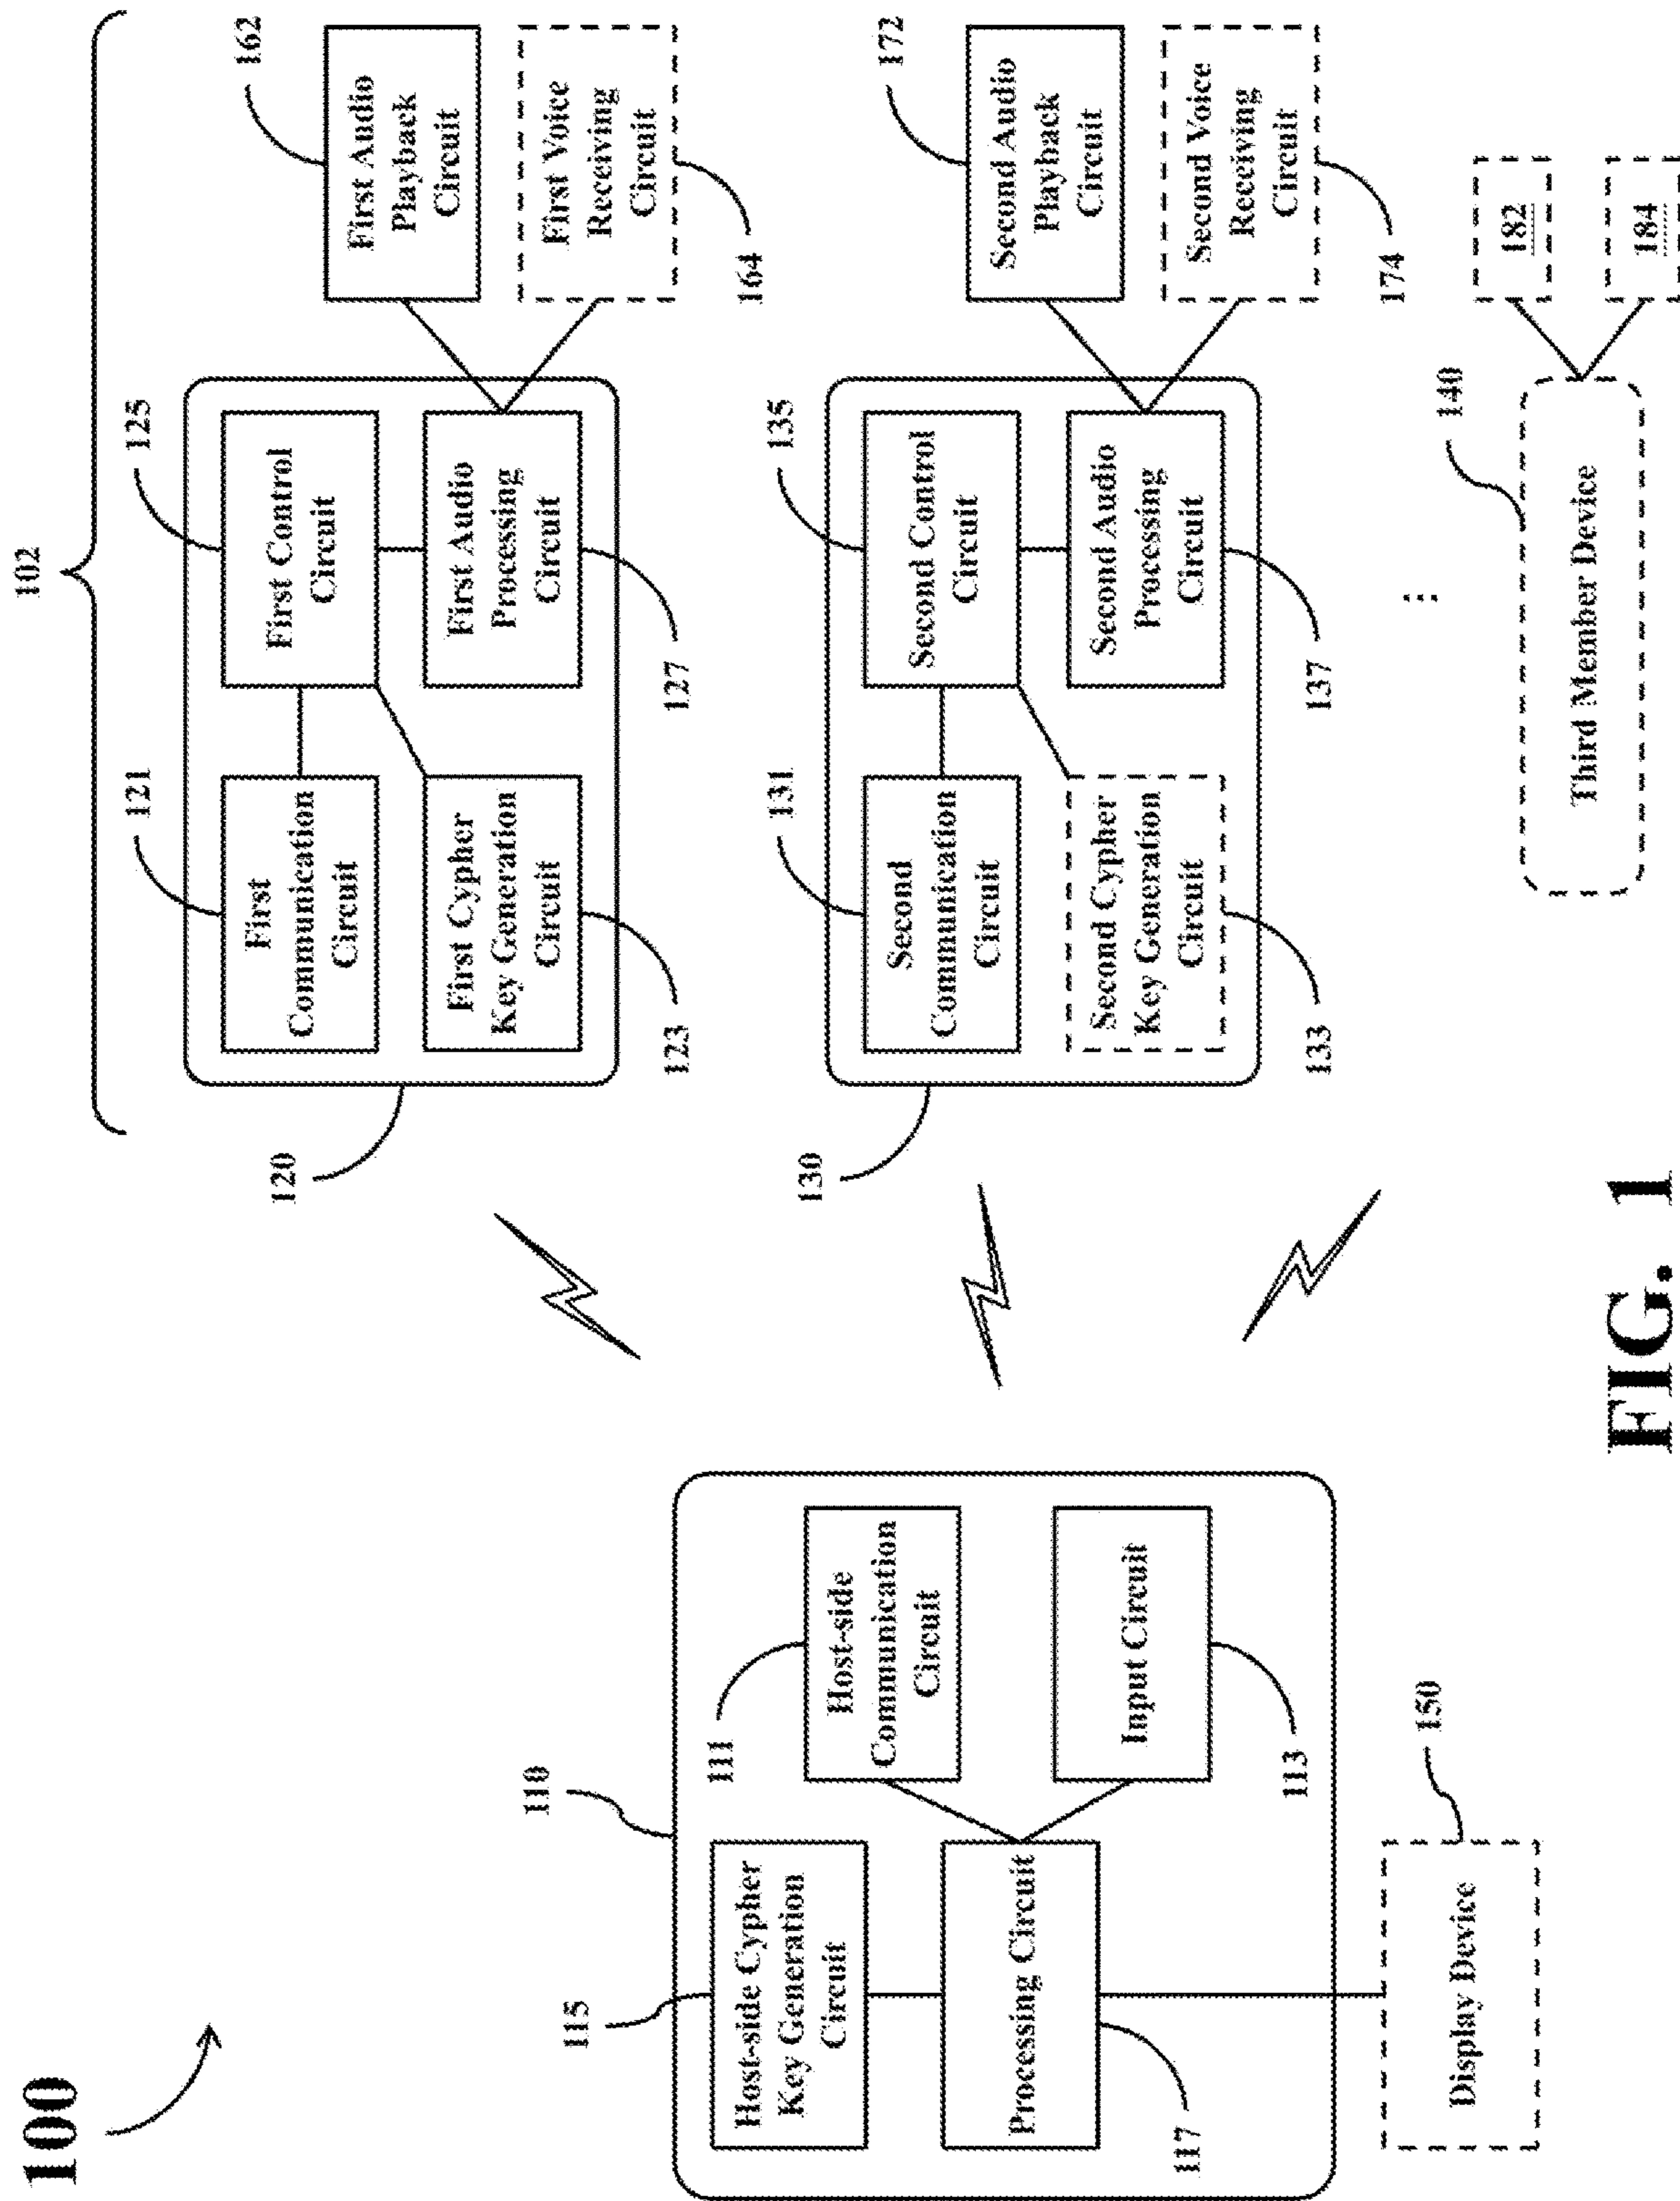 100
102
110
115
Host-side Cypher
Key Generation
Circuit
111
Host-side
Communication
Circuit
Processing Circuit
117
Input Circuit
113
150
Display Device
120
121
First
Communication
Circuit
125
First Control
Circuit
First Cypher
Key Generation
Circuit
123
First Audio
Processing
Circuit
127
162
First Audio
Playback
Circuit
First Voice
Receiving
Circuit
164
130
131
Second
Communication
Circuit
135
Second Control
Circuit
Second Cypher
Key Generation
Circuit
133
Second Audio
Processing
Circuit
137
172
Second Audio
Playback
Circuit
Second Voice
Receiving
Circuit
174
...
140
Third Member Device
182
184
FIG. 1